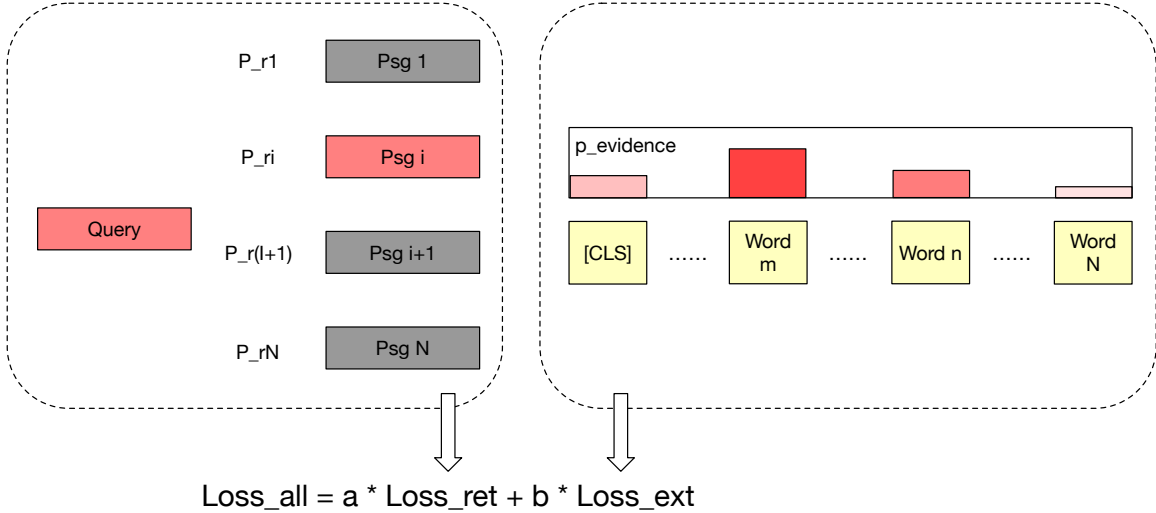 P_r1
Psg 1
P_ri
Psg i
Query
P_r(I+1)
Psg i+1
P_rN
Psg N
p_evidence
[CLS]
......
Word
m
......
Word n
......
Word
N
Loss_all = a * Loss_ret + b * Loss_ext